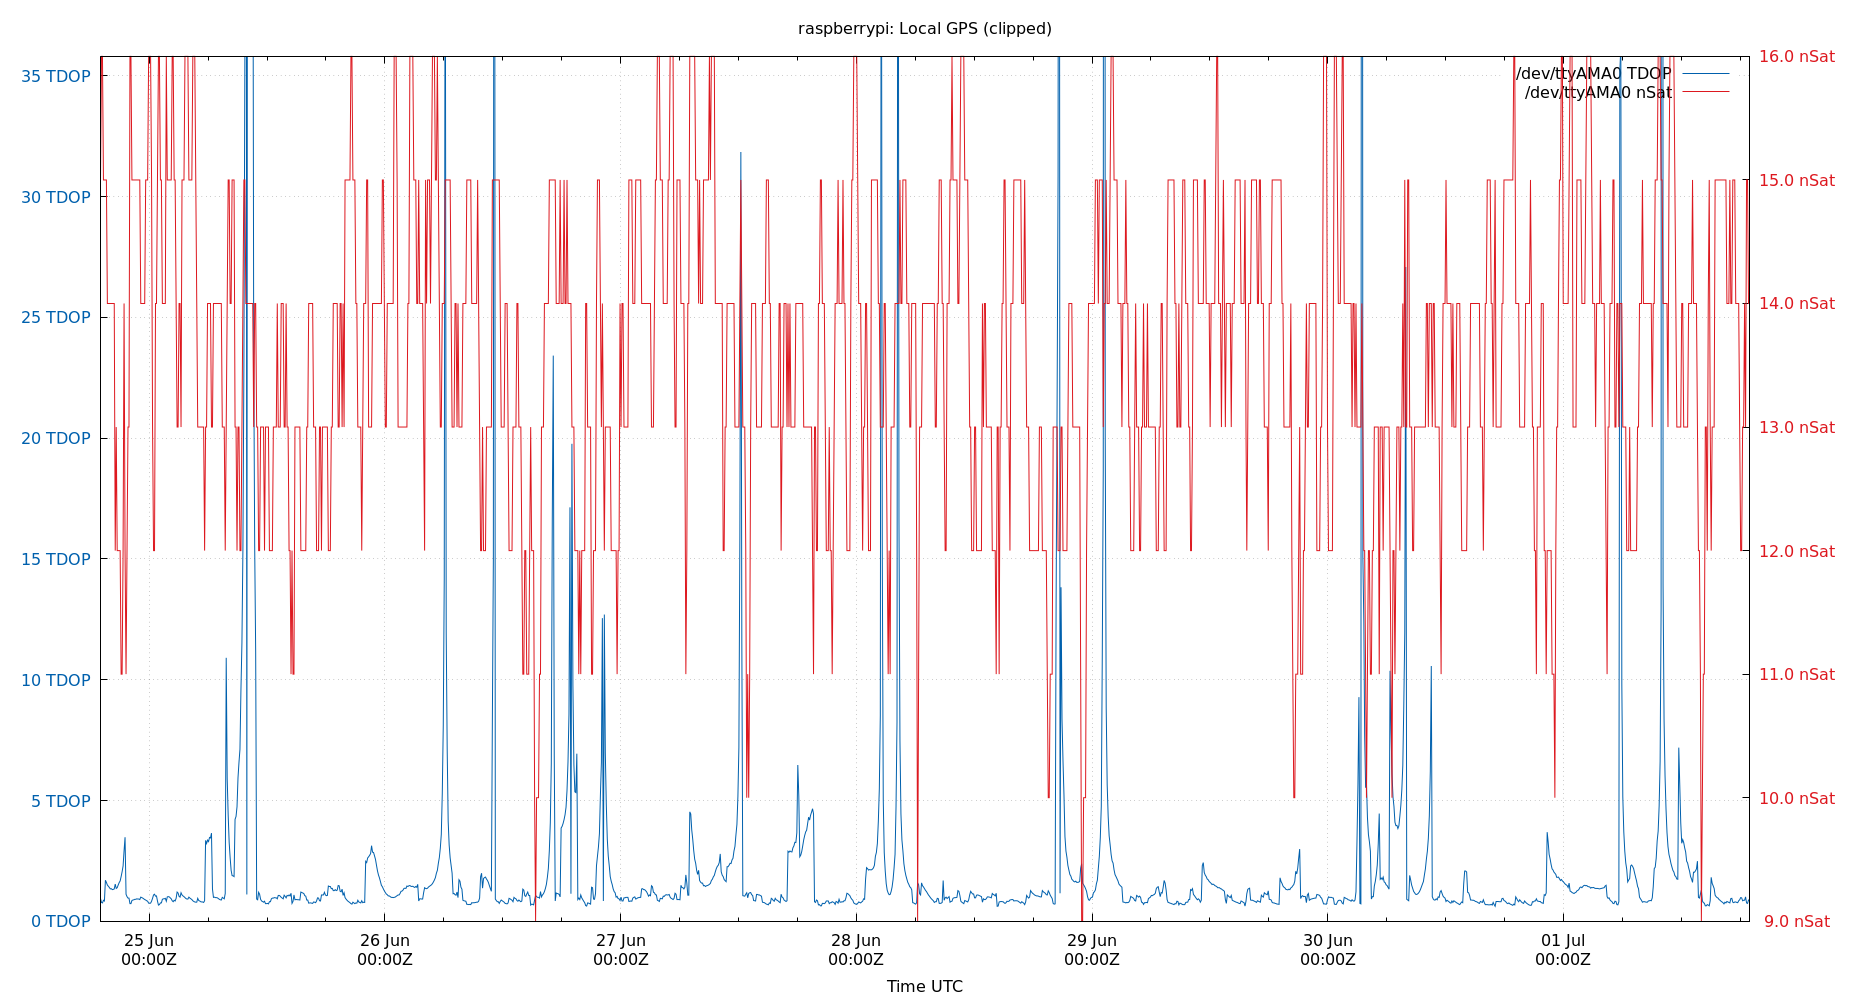 raspberrypi: Local GPS (clipped)
/dev/ttyAMA0 TDOP
/dev/ttyAMA0 nSat
35 TDOP
30 TDOP
25 TDOP
20 TDOP
15 TDOP
10 TDOP
5 TDOP
0 TDOP
16.0 nSat
15.0 nSat
14.0 nSat
13.0 nSat
12.0 nSat
11.0 nSat
10.0 nSat
9.0 nSat
25 Jun
00:00Z
26 Jun
00:00Z
27 Jun
00:00Z
28 Jun
00:00Z
29 Jun
00:00Z
30 Jun
00:00Z
01 Jul
00:00Z
Time UTC